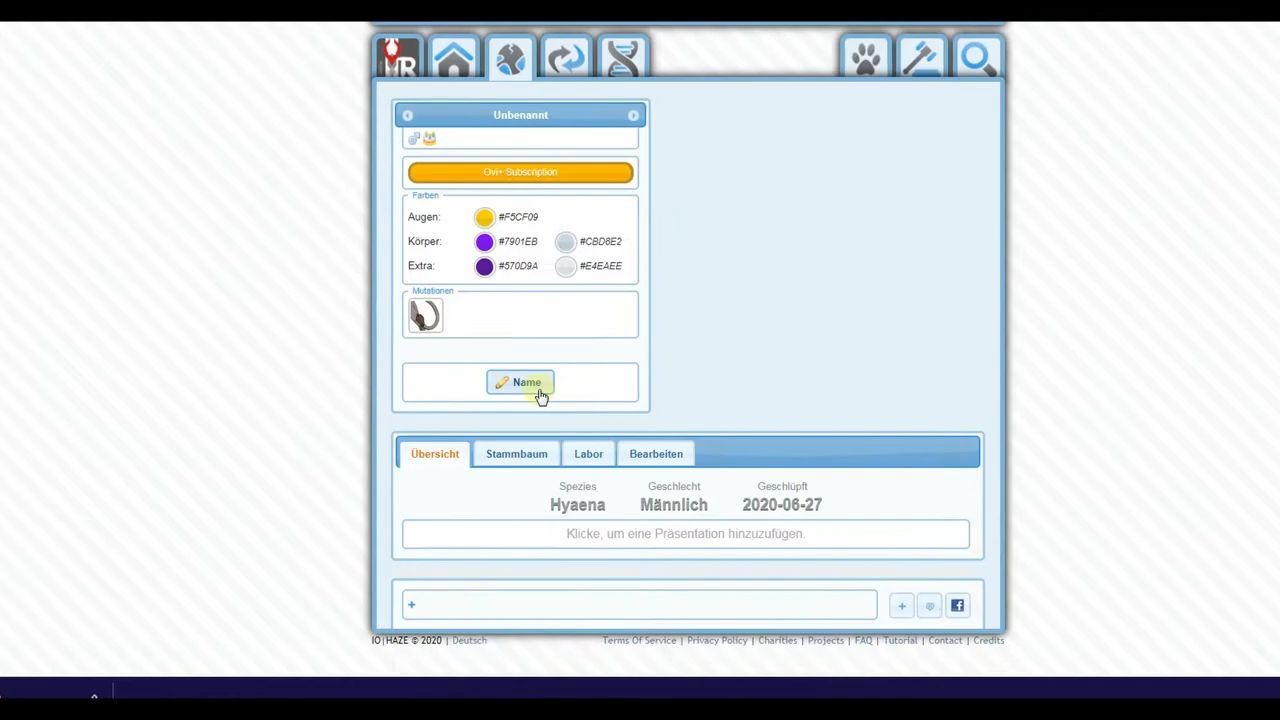 R
Unbenannt
Ovi+ Subscription
Farben
Augen: #F5CF09
Körper: #7901EB #CBD6E2
Extra: #570D9A #E4EAEE
Mutationen
Name
Übersicht Stammbaum Labor Bearbeiten
Spezies Geschlecht Geschlüpft
Hyaena Männlich 2020-06-27
Klicke, um eine Präsentation hinzuzufügen.
IO|HAZE © 2020 | Deutsch Terms Of Service | Privacy Policy | Charities | Projects | FAQ | Tutorial | Contact | Credits